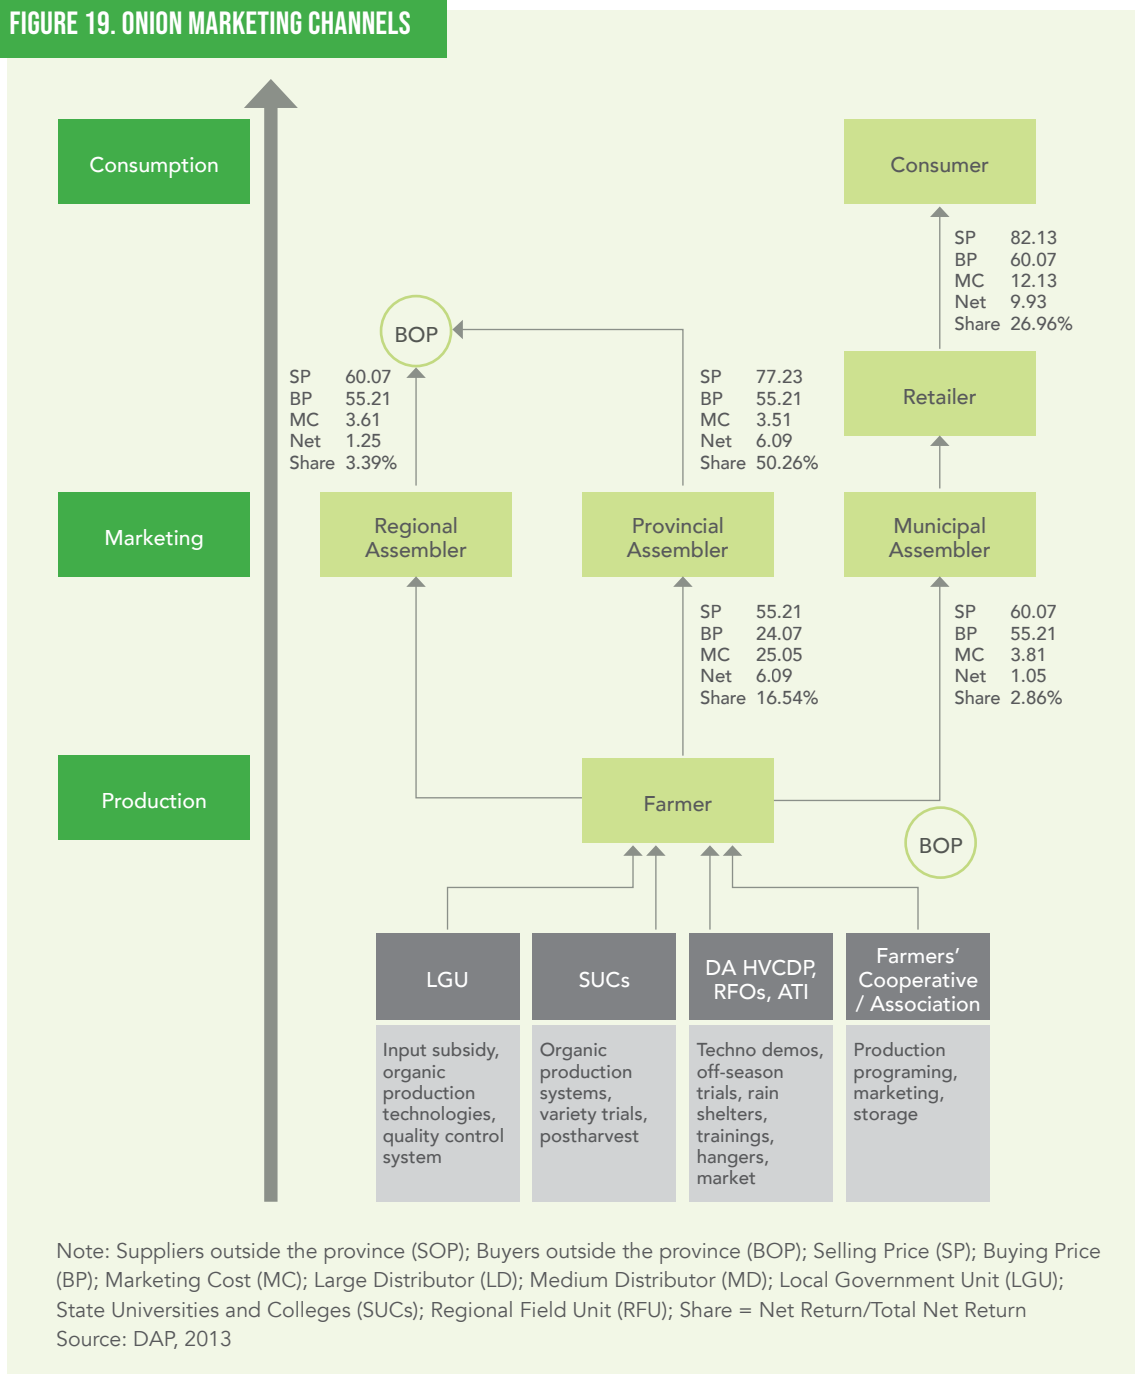 FIGURE 19. ONION MARKETING CHANNELS
Consumption
Consumer
SP 82.13
BP 60.07
MC 12.13
Net 9.93
Share 26.96%
BOP
SP 60.07
BP 55.21
MC 3.61
Net 1.25
Share 3.39%
SP 77.23
BP 55.21
MC 3.51
Net 6.09
Share 50.26%
Retailer
Marketing
Regional
Assembler
Provincial
Assembler
Municipal
Assembler
SP 55.21
BP 24.07
MC 25.05
Net 6.09
Share 16.54%
SP 60.07
BP 55.21
MC 3.81
Net 1.05
Share 2.86%
Production
Farmer
BOP
LGU
SUCs
DA HVCDP,
RFOs, ATI
Farmers’
Cooperative
/ Association
Input subsidy,
organic
production
technologies,
quality control
system
Organic
production
systems,
variety trials,
postharvest
Techno demos,
off-season
trials, rain
shelters,
trainings,
hangers,
market
Production
programing,
marketing,
storage
Note: Suppliers outside the province (SOP); Buyers outside the province (BOP); Selling Price (SP); Buying Price
(BP); Marketing Cost (MC); Large Distributor (LD); Medium Distributor (MD); Local Government Unit (LGU);
State Universities and Colleges (SUCs); Regional Field Unit (RFU); Share = Net Return/Total Net Return
Source: DAP, 2013